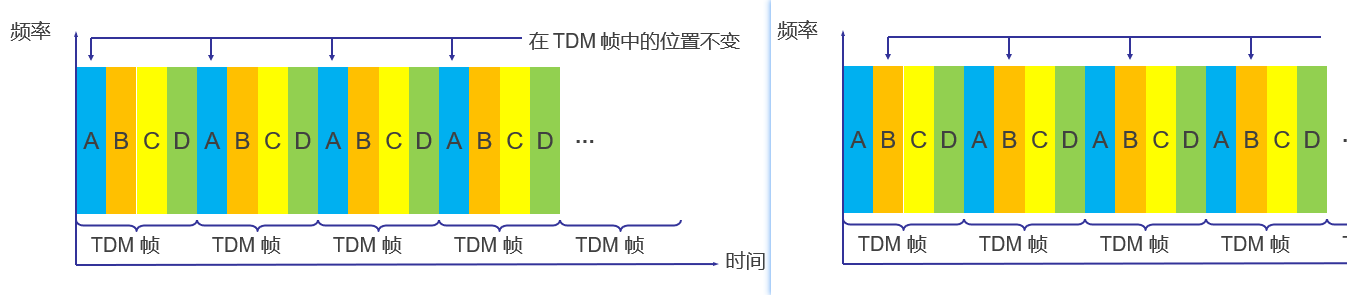 频率
在 TDM 帧中的位置不变
A B C D A B C D A B C D A B C D ...
TDM 帧 TDM 帧 TDM 帧 TDM 帧 TDM 帧
时间
频率
A B C D A B C D A B C D A B C D
TDM 帧 TDM 帧 TDM 帧 TDM 帧